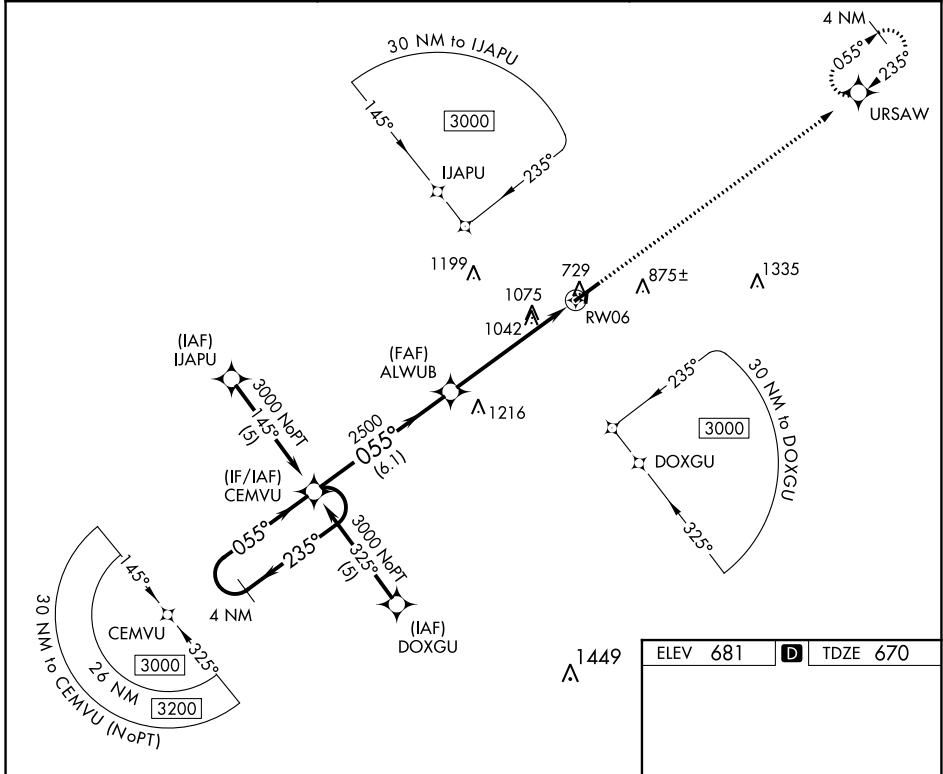 4 NM
055°
235°
URSAW
30 NM to IJAPU
145°
3000
235°
IJAPU
1199
729
875±
1335
1075
1042
RW06
(FAF)
ALWUB
1216
(IAF)
IJAPU
3000 NoPT
145°
(5)
2500
055°
(6.1)
(IF/IAF)
CEMVU
235°
30 NM to DOXGU
3000
DOXGU
325°
055°
235°
4 NM
3000 NoPT
325°
(5)
(IAF)
DOXGU
145°
CEMVU
325°
3000
26 NM
3200
30 NM to CEMVU (NoPT)
1449
ELEV 681 D TDZE 670